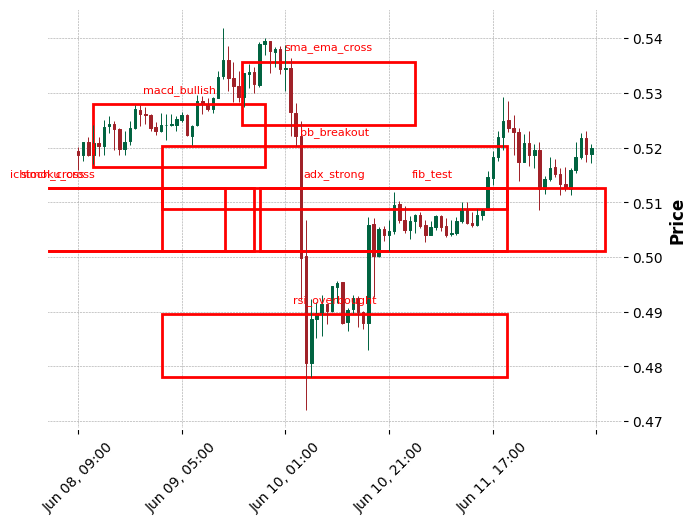 sma_ema_cross
macd_bullish
bb_breakout
adx_strong
fib_test
rsi_overbought
0.54
0.53
0.52
0.51
0.50
0.49
0.48
0.47
Price
Jun 08, 09:00
Jun 09, 05:00
Jun 10, 01:00
Jun 10, 21:00
Jun 11, 17:00